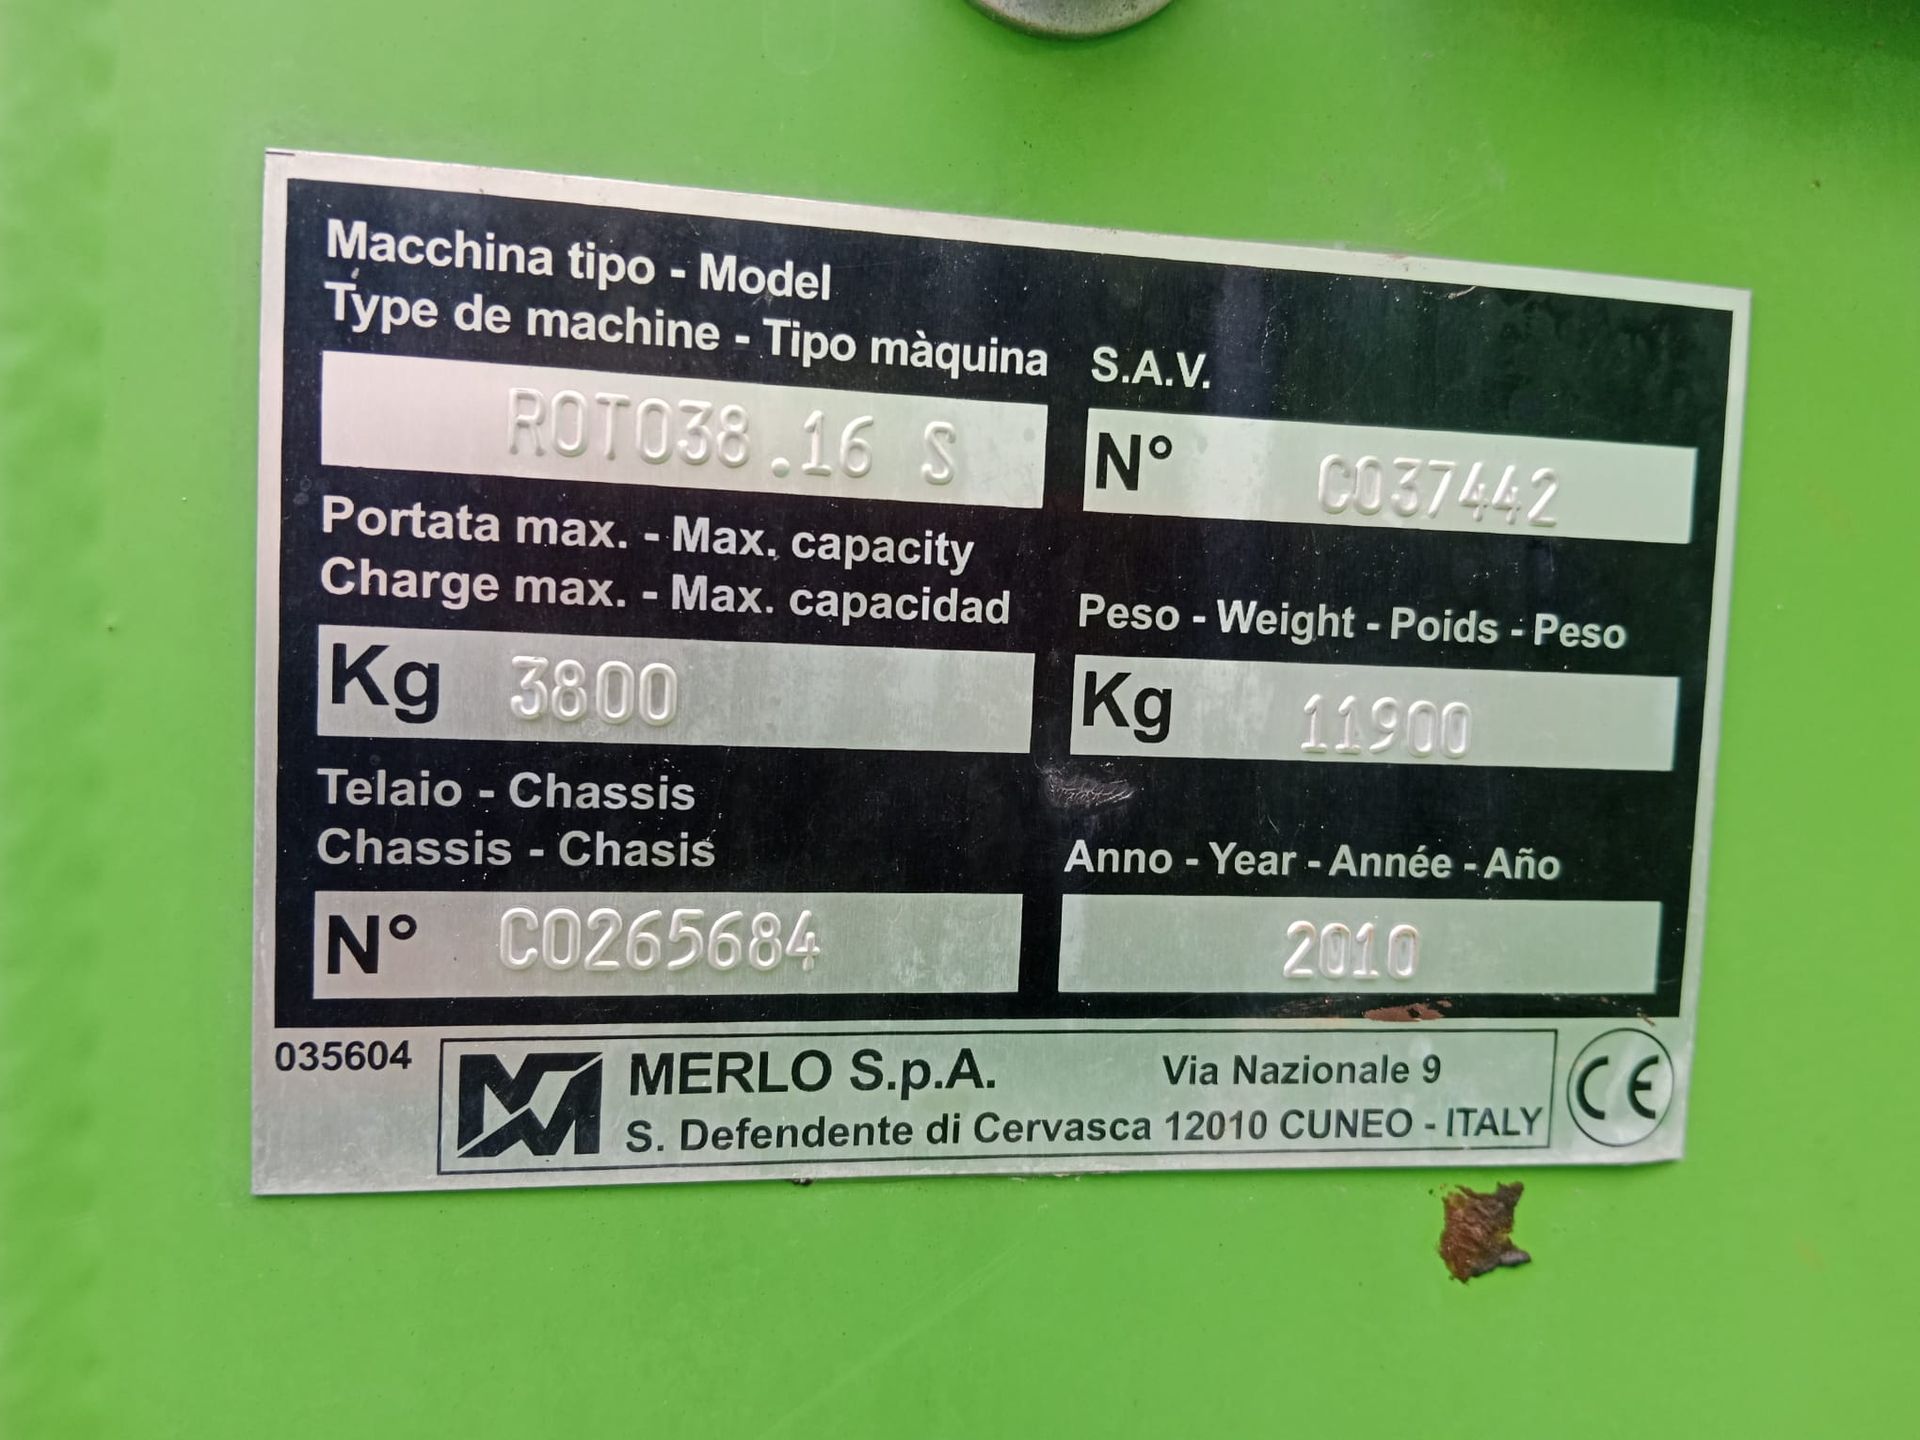 Macchina tipo - Model
Type de machine - Tipo màquina
S.A.V.
ROTO38.16 S
N° C037442
Portata max. - Max. capacity
Charge max. - Max. capacidad
Peso - Weight - Poids - Peso
Kg 3800
Kg 11900
Telaio - Chassis
Chassis - Chasis
Anno - Year - Année - Año
N° C0265684
2010
035604
MERLO S.p.A. Via Nazionale 9
S. Defendente di Cervasca 12010 CUNEO - ITALY
CE